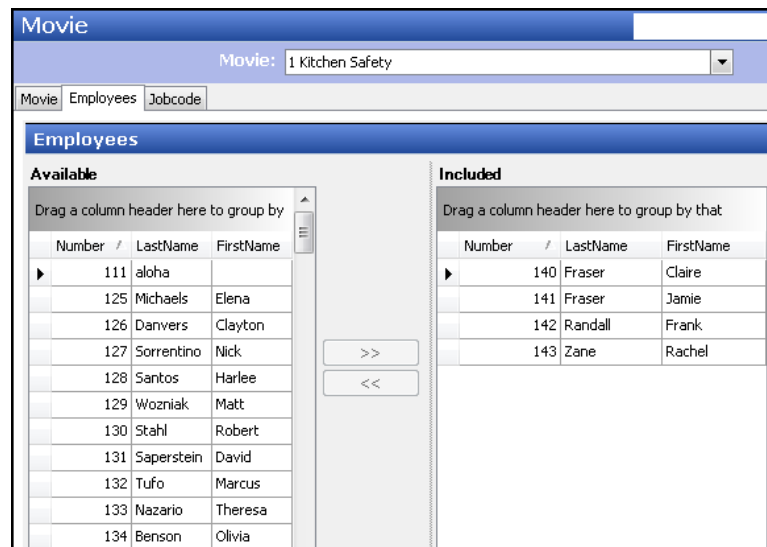 Movie
Movie: 1 Kitchen Safety
Movie Employees Jobcode
Employees
Available
Drag a column header here to group by
Number / LastName FirstName
111 aloha
125 Michaels Elena
126 Danvers Clayton
127 Sorrentino Nick
128 Santos Harlee
129 Wozniak Matt
130 Stahl Robert
131 Saperstein David
132 Tufo Marcus
133 Nazario Theresa
134 Benson Olivia
>>
<<
Included
Drag a column header here to group by that
Number / LastName FirstName
140 Fraser Claire
141 Fraser Jamie
142 Randall Frank
143 Zane Rachel